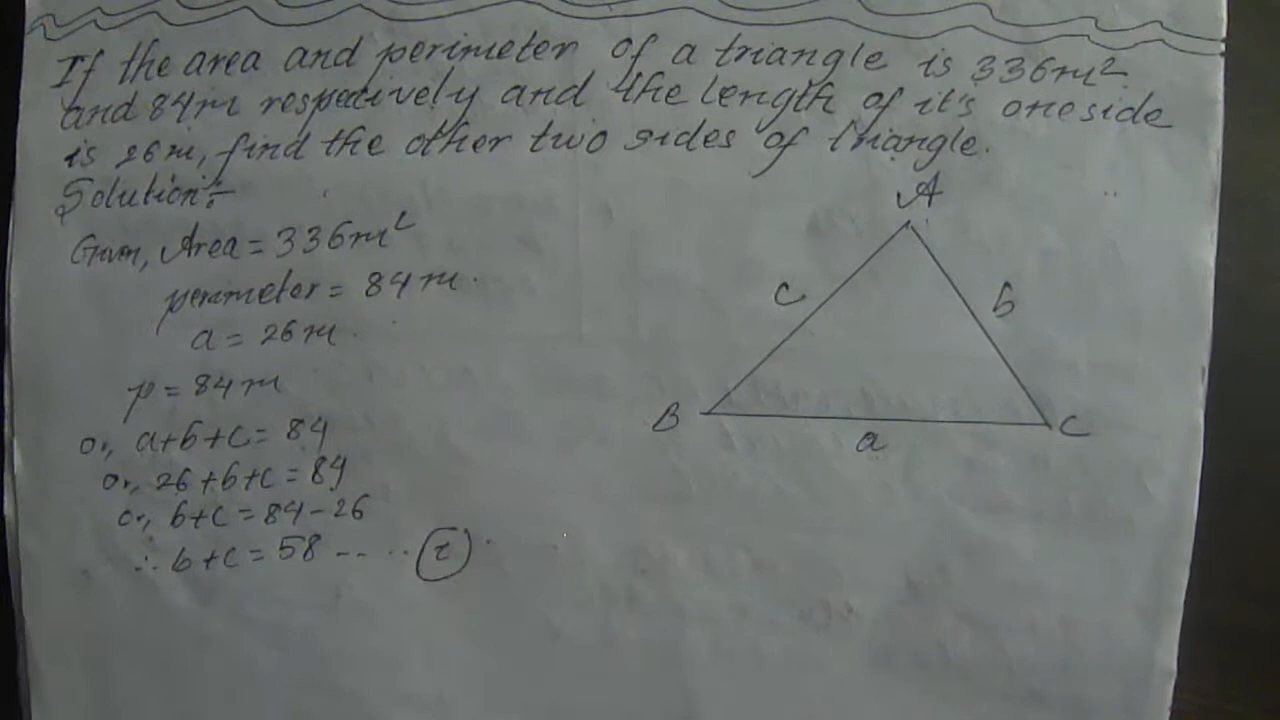 If the area and perimeter of a triangle is 336m²
and 84m respectively and the length of it's one side
is 26m, find the other two sides of triangle.
Solution:-
Given, Area = 336m²
perimeter = 84m.
a = 26m.
p = 84m
or, a+b+c = 84
or, 26+b+c = 84
or, b+c = 84-26
∴ b+c = 58 -- .. (i)
A
c
b
B
a
C